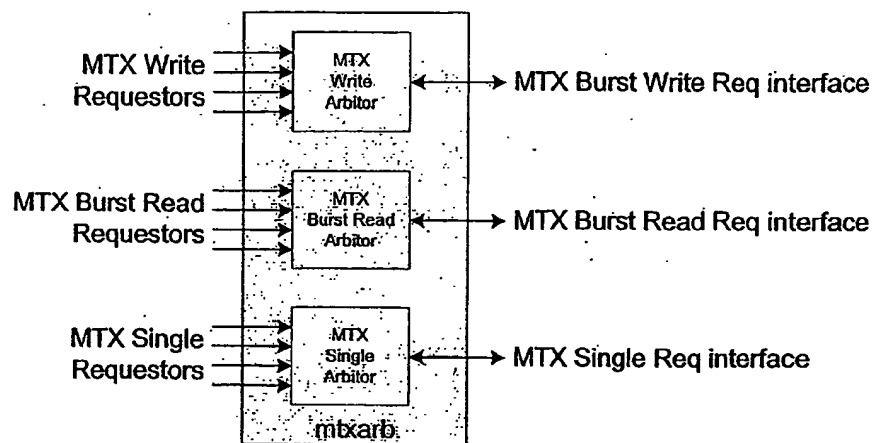 MTX Write
Requestors
MTX
Write
Arbitor
MTX Burst Write Req interface
MTX Burst Read
Requestors
MTX
Burst Read
Arbitor
MTX Burst Read Req interface
MTX Single
Requestors
MTX
Single
Arbitor
MTX Single Req interface
mtxarb